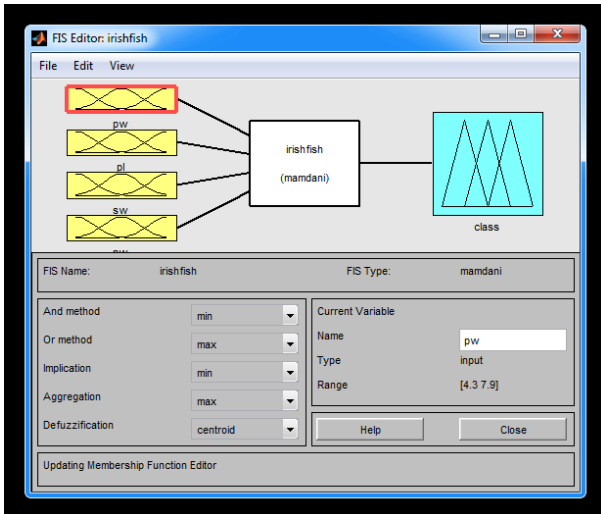 FIS Editor: irishfish
File Edit View
pw
pl
sw
irishfish
(mamdani)
class
FIS Name: irishfish FIS Type: mamdani
And method min
Or method max
Implication min
Aggregation max
Defuzzification centroid
Current Variable
Name pw
Type input
Range [4.3 7.9]
Help Close
Updating Membership Function Editor